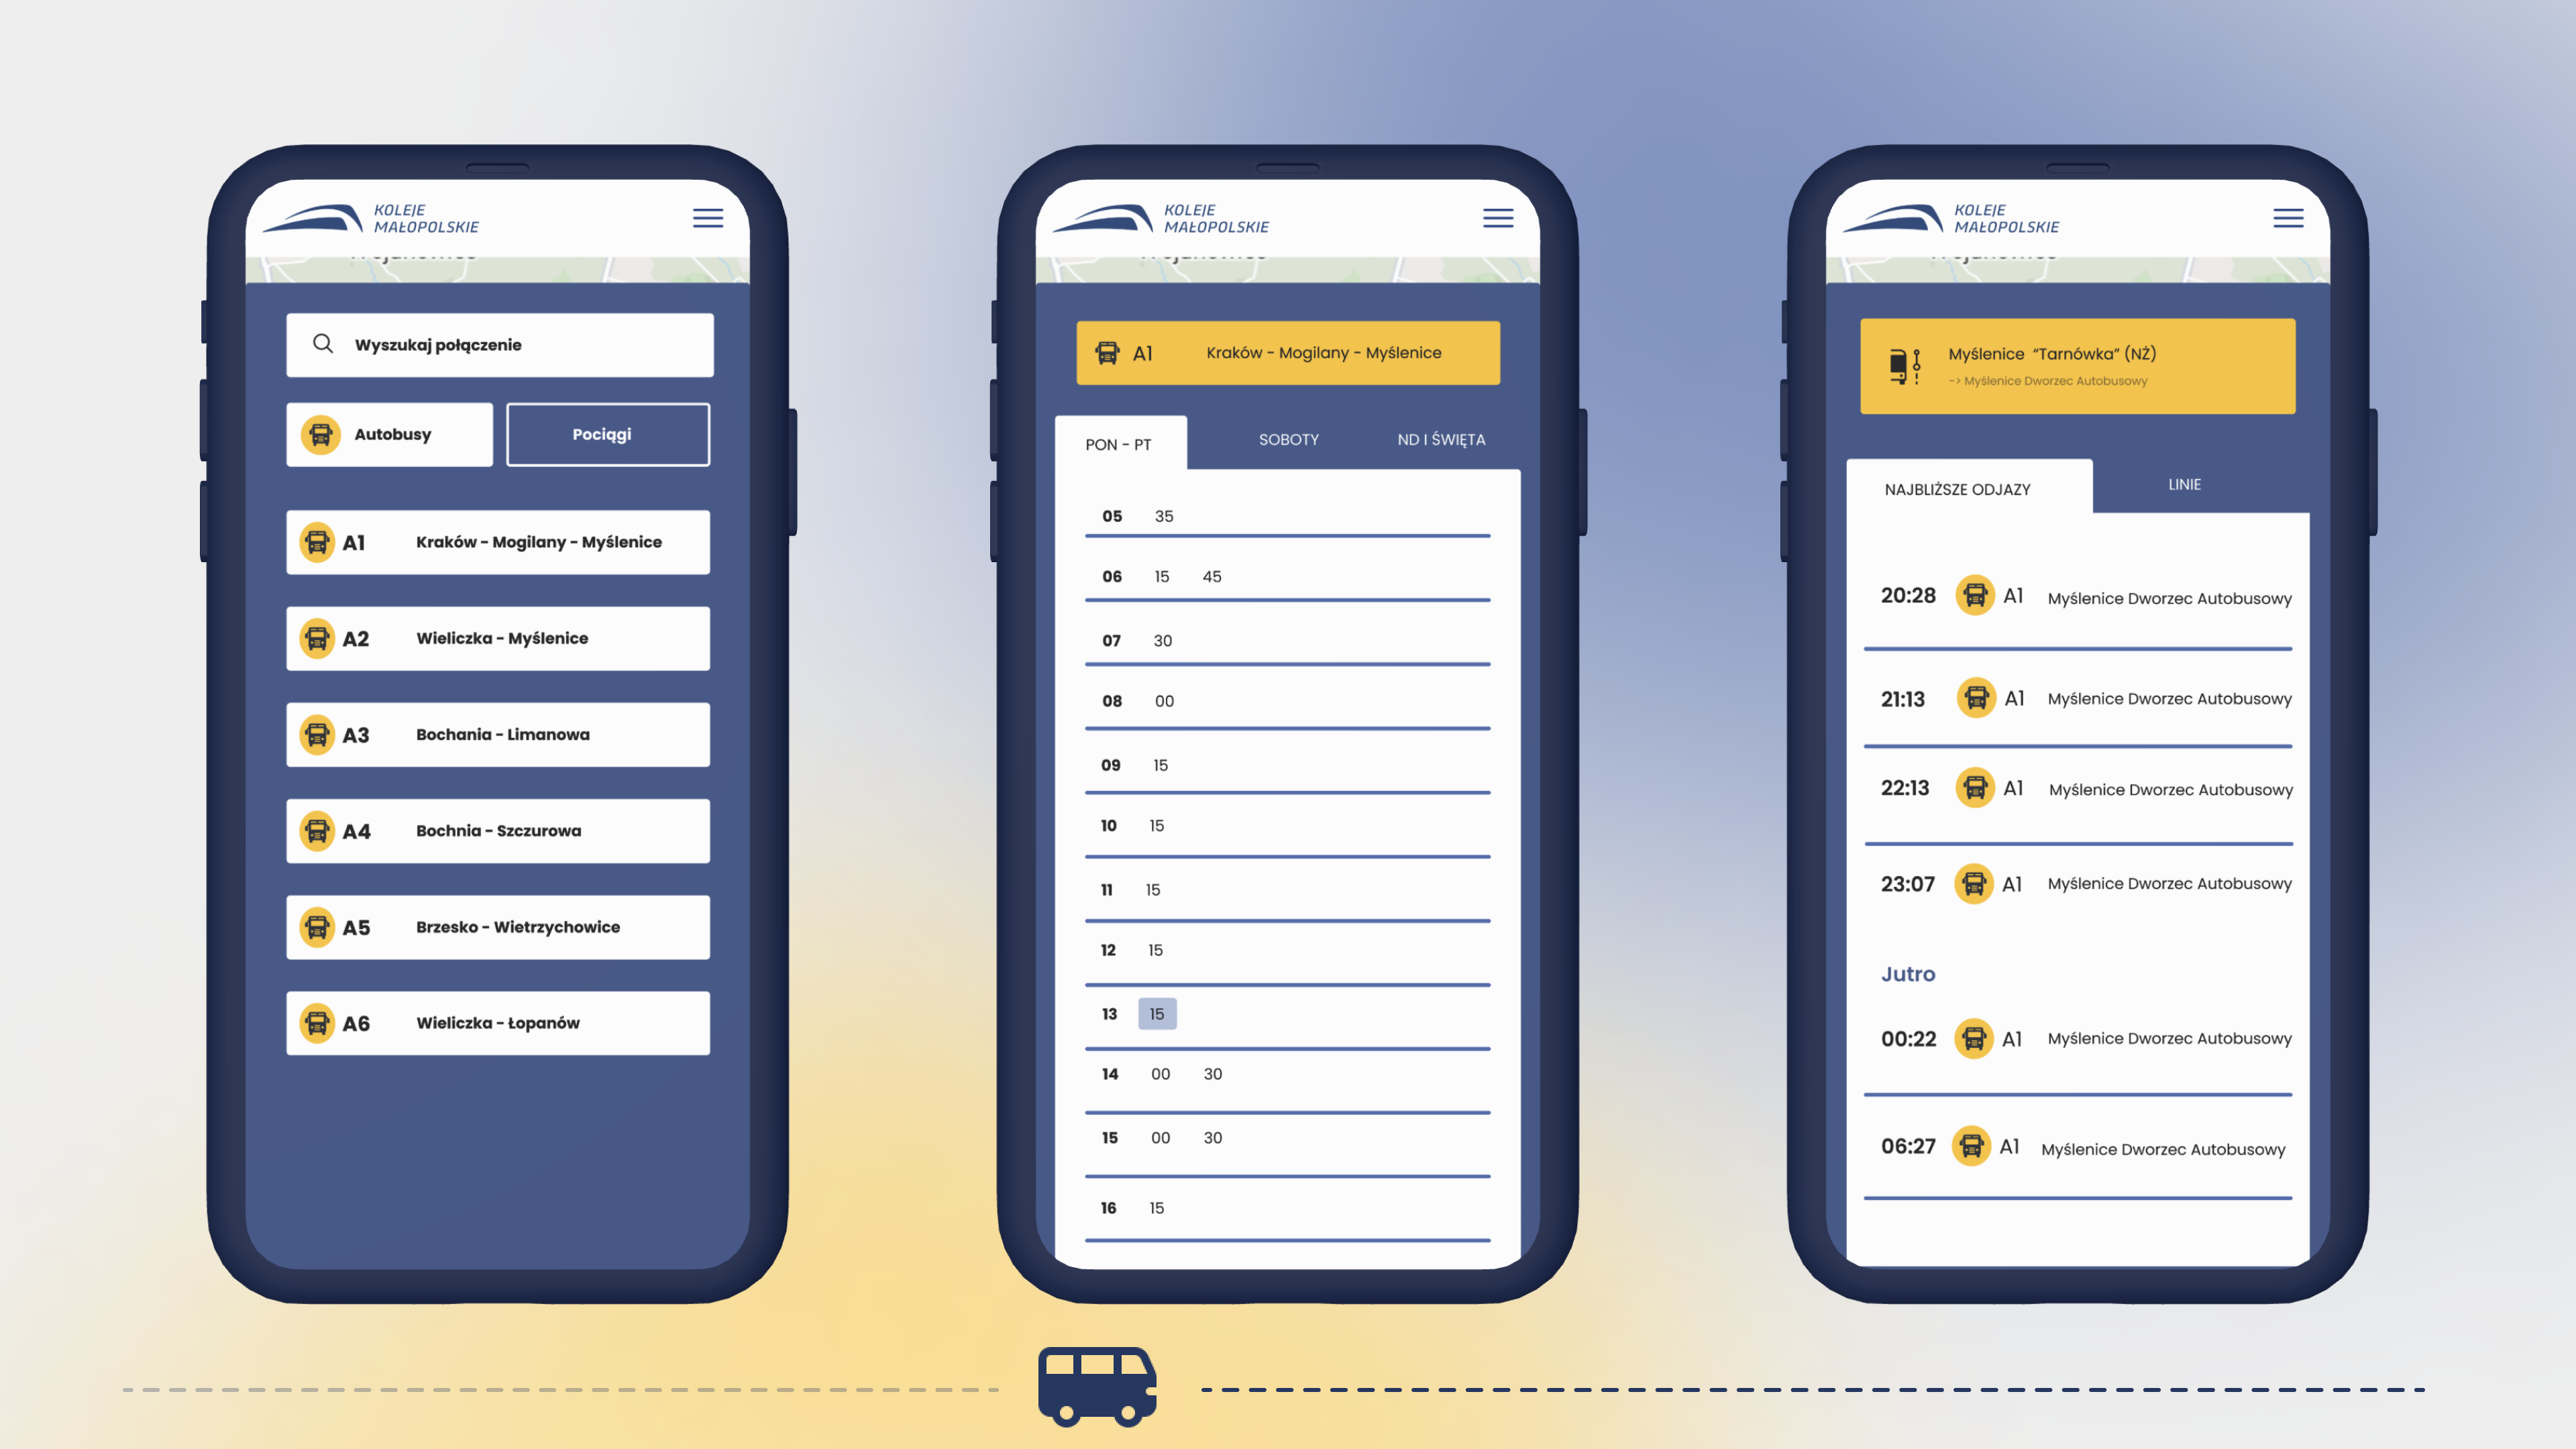 KOLEJE
MAŁOPOLSKIE
Wyszukaj połączenie
Autobusy Pociągi
A1 Kraków - Mogilany - Myślenice
A2 Wieliczka - Myślenice
A3 Bochania - Limanowa
A4 Bochnia - Szczurowa
A5 Brzesko - Wietrzychowice
A6 Wieliczka - Łopanów
KOLEJE
MAŁOPOLSKIE
A1 Kraków - Mogilany - Myślenice
PON - PT SOBOTY ND I ŚWIĘTA
05 35
06 15 45
07 30
08 00
09 15
10 15
11 15
12 15
13 15
14 00 30
15 00 30
16 15
KOLEJE
MAŁOPOLSKIE
Myślenice "Tarnówka" (NŻ)
-> Myślenice Dworzec Autobusowy
NAJBLIŻSZE ODJAZY LINIE
20:28 A1 Myślenice Dworzec Autobusowy
21:13 A1 Myślenice Dworzec Autobusowy
22:13 A1 Myślenice Dworzec Autobusowy
23:07 A1 Myślenice Dworzec Autobusowy
Jutro
00:22 A1 Myślenice Dworzec Autobusowy
06:27 A1 Myślenice Dworzec Autobusowy